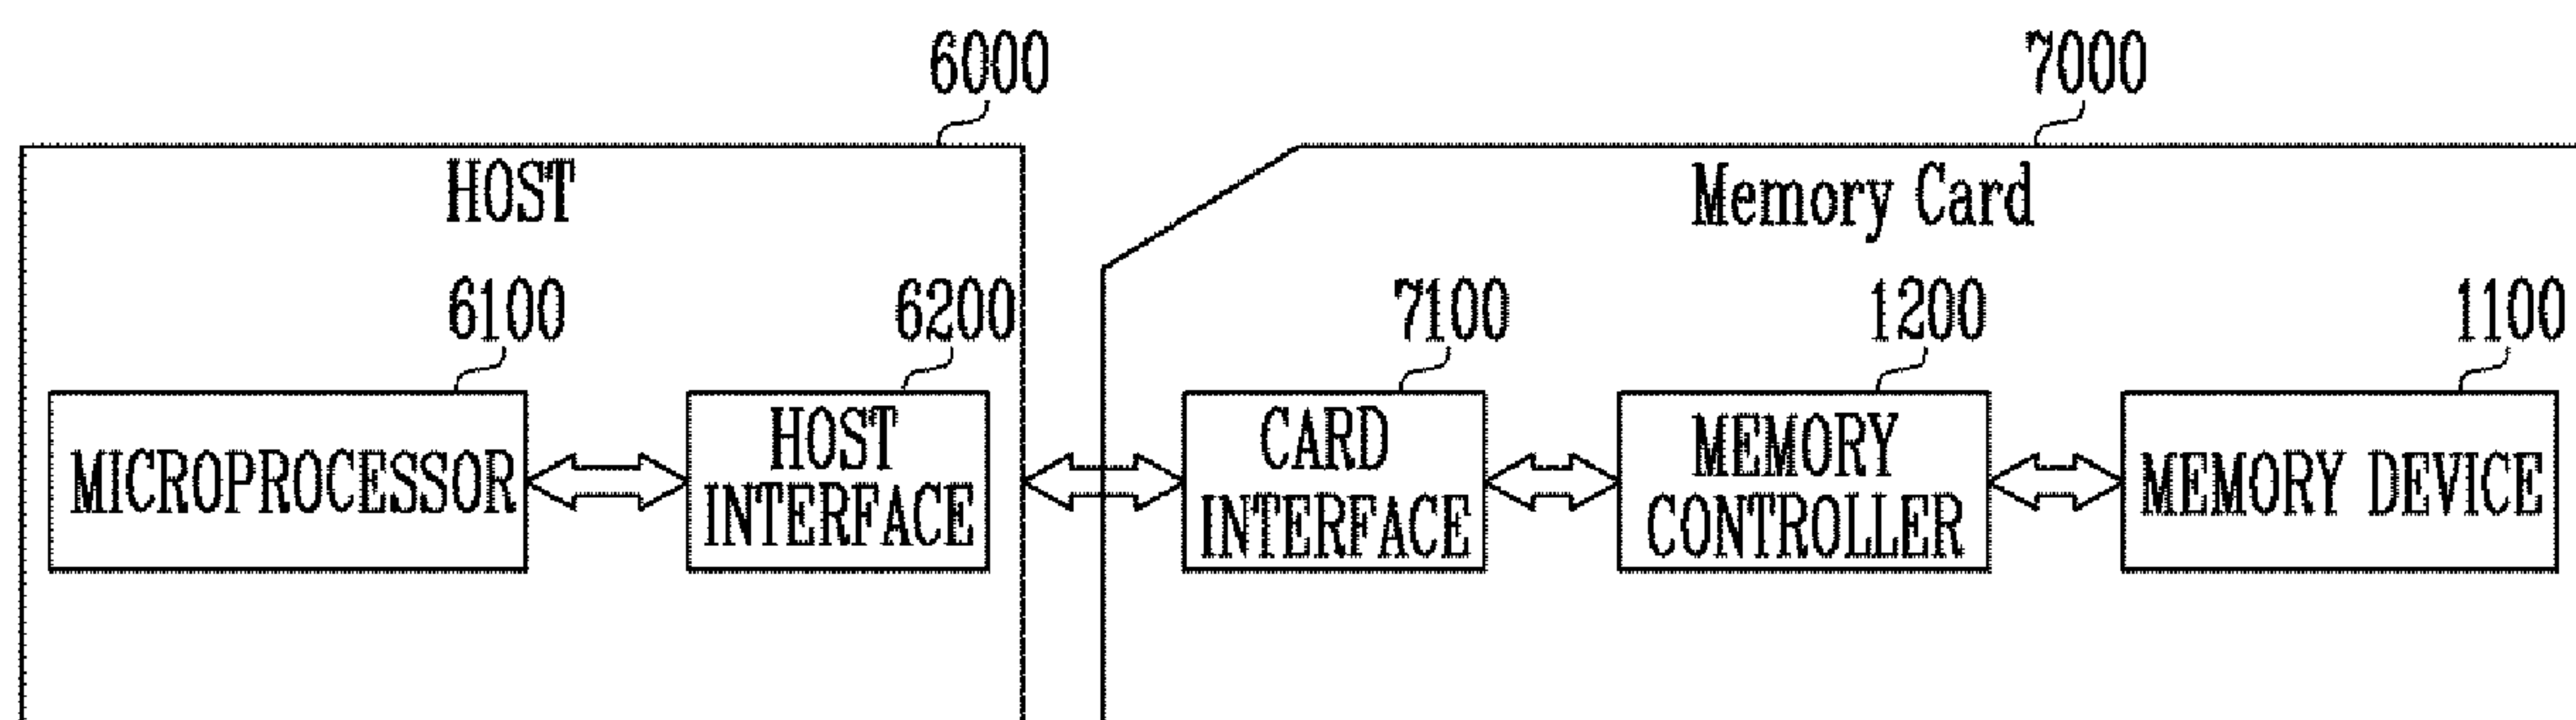 6000
7000
HOST
Memory Card
6100
6200
7100
1200
1100
MICROPROCESSOR
HOST
INTERFACE
CARD
INTERFACE
MEMORY
CONTROLLER
MEMORY DEVICE